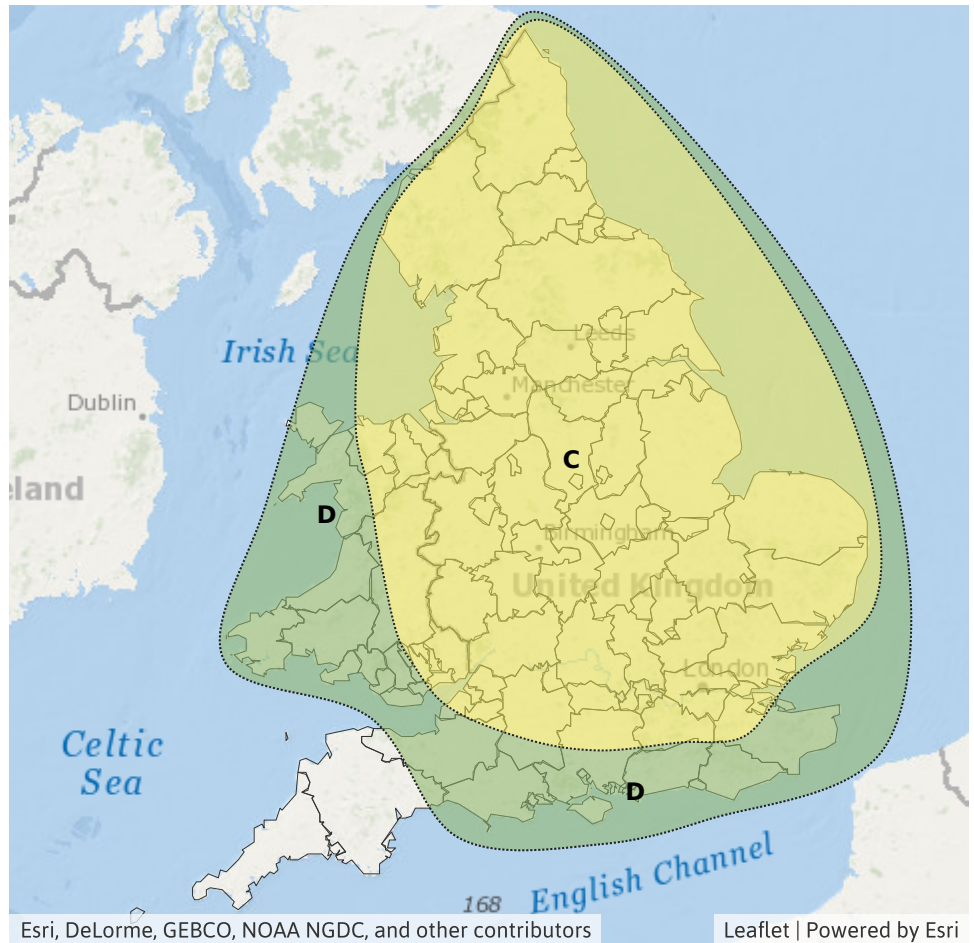 Leeds
Irish Sea
Manchester
Dublin
C
eland
D
Birmingham
United Kingdom
London
Celtic
Sea
D
English Channel
168
Esri, DeLorme, GEBCO, NOAA NGDC, and other contributors
Leaflet | Powered by Esri